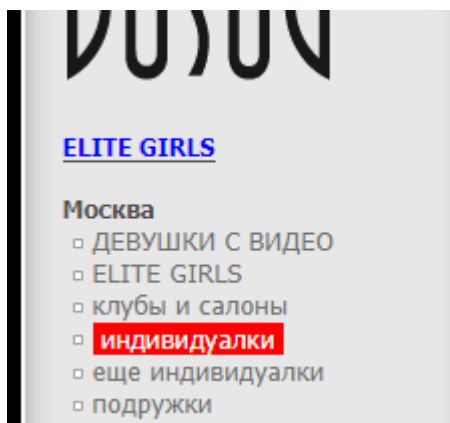 ELITE GIRLS
Москва
ДЕВУШКИ С ВИДЕО
ELITE GIRLS
клубы и салоны
индивидуалки
еще индивидуалки
подружки